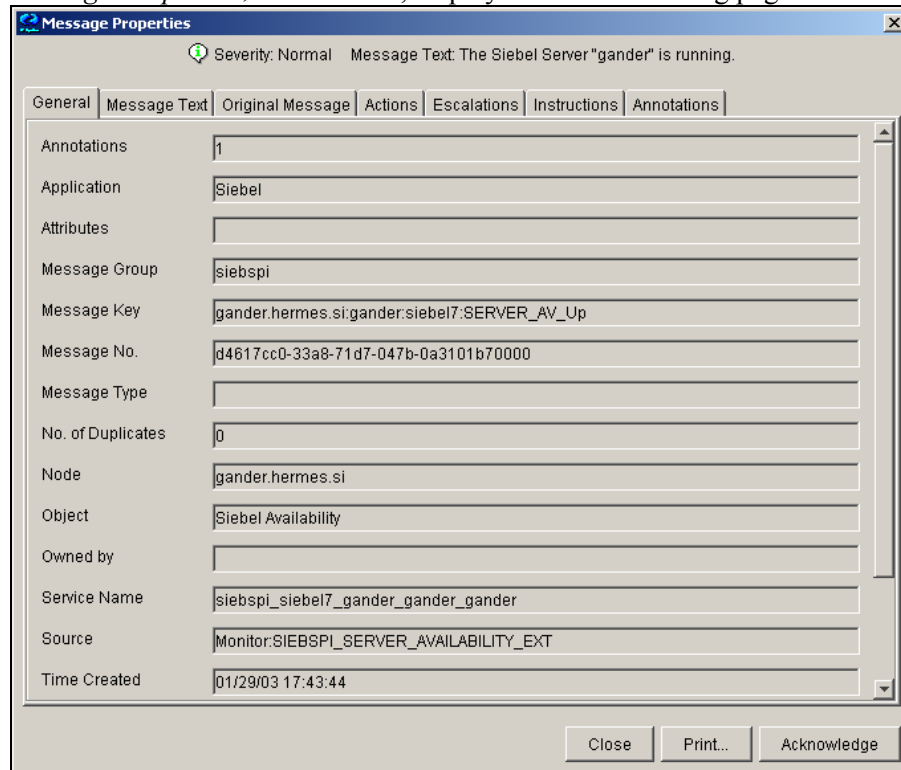 Message Properties
Severity: Normal Message Text: The Siebel Server "gander" is running.
General Message Text Original Message Actions Escalations Instructions Annotations
Annotations 1
Application Siebel
Attributes
Message Group siebspi
Message Key gander.hermes.si:gander:siebel7:SERVER_AV_Up
Message No. d4617cc0-33a8-71d7-047b-0a3101b70000
Message Type
No. of Duplicates 0
Node gander.hermes.si
Object Siebel Availability
Owned by
Service Name siebspi_siebel7_gander_gander_gander
Source Monitor:SIEBSPI_SERVER_AVAILABILITY_EXT
Time Created 01/29/03 17:43:44
Close Print... Acknowledge